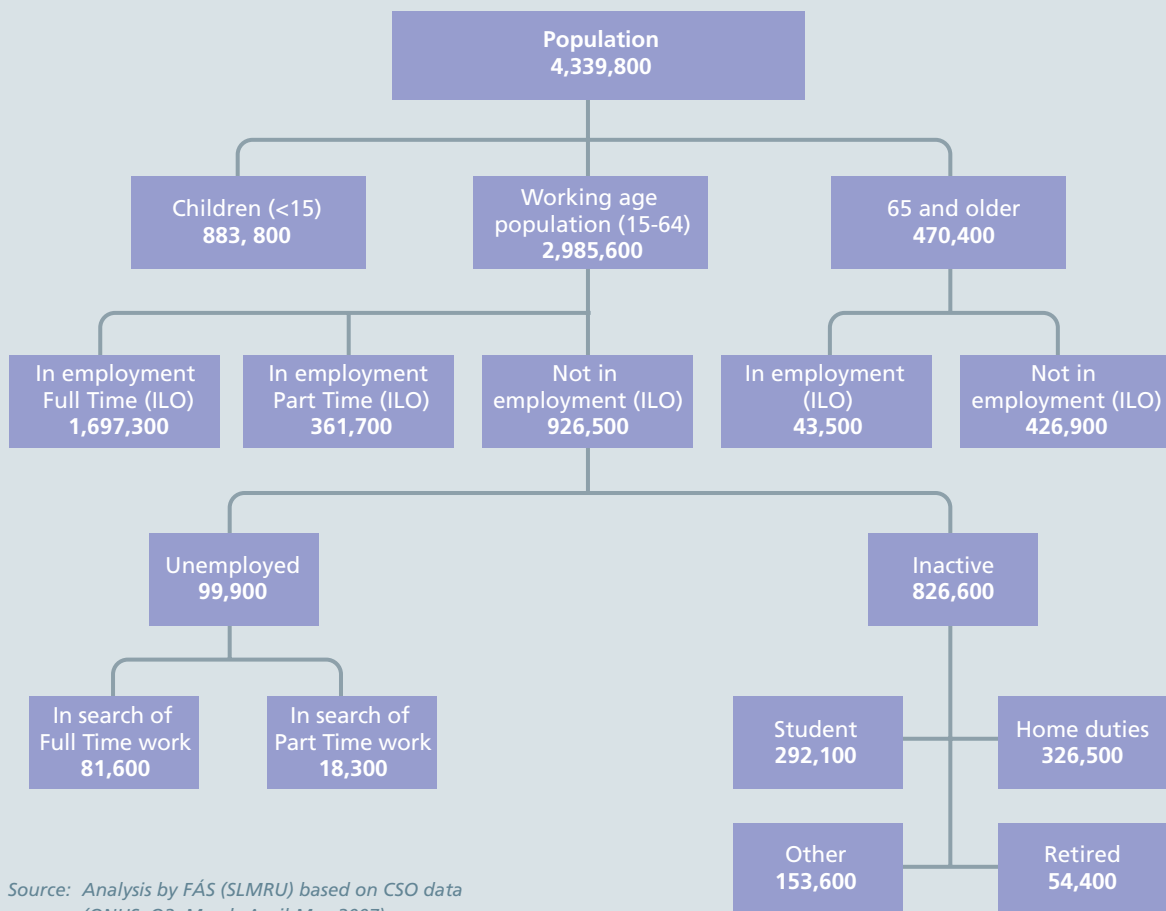 Population
4,339,800
Children (<15)
883, 800
Working age
population (15-64)
2,985,600
65 and older
470,400
In employment
Full Time (ILO)
1,697,300
In employment
Part Time (ILO)
361,700
Not in
employment (ILO)
926,500
In employment
(ILO)
43,500
Not in
employment (ILO)
426,900
Unemployed
99,900
Inactive
826,600
In search of
Full Time work
81,600
In search of
Part Time work
18,300
Student
292,100
Home duties
326,500
Other
153,600
Retired
54,400
Source: Analysis by FÁS (SLMRU) based on CSO data